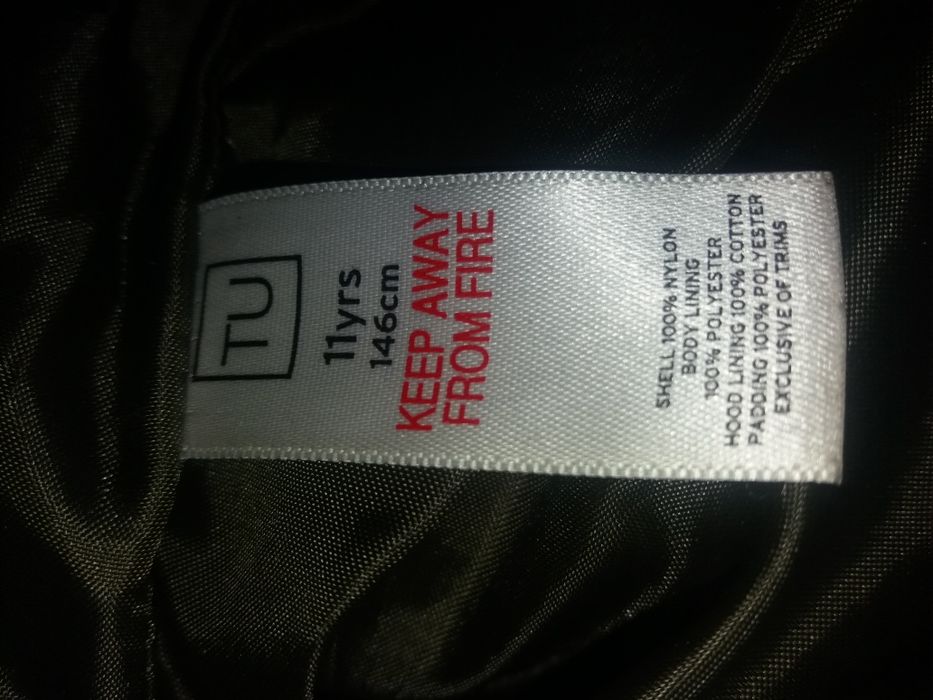 TU
11yrs
146cm
KEEP AWAY
FROM FIRE
SHELL 100% NYLON
BODY LINING
100% POLYESTER
HOOD LINING 100% COTTON
PADDING 100% POLYESTER
EXCLUSIVE OF TRIMS